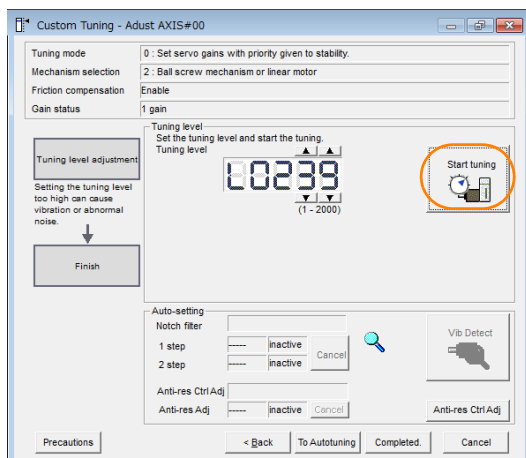 Custom Tuning - Adust AXIS#00
Tuning mode 0 : Set servo gains with priority given to stability.
Mechanism selection 2 : Ball screw mechanism or linear motor
Friction compensation Enable
Gain status 1 gain
Tuning level
Set the tuning level and start the tuning.
Tuning level
L0239
(1 - 2000)
Start tuning
Tuning level adjustment
Setting the tuning level
too high can cause
vibration or abnormal
noise.
Finish
Auto-setting
Notch filter
1 step ----- inactive
2 step ----- inactive
Cancel
Vib Detect
Anti-res Ctrl Adj
Anti-res Adj ----- inactive Cancel
Anti-res Ctrl Adj
Precautions < Back To Autotuning Completed. Cancel